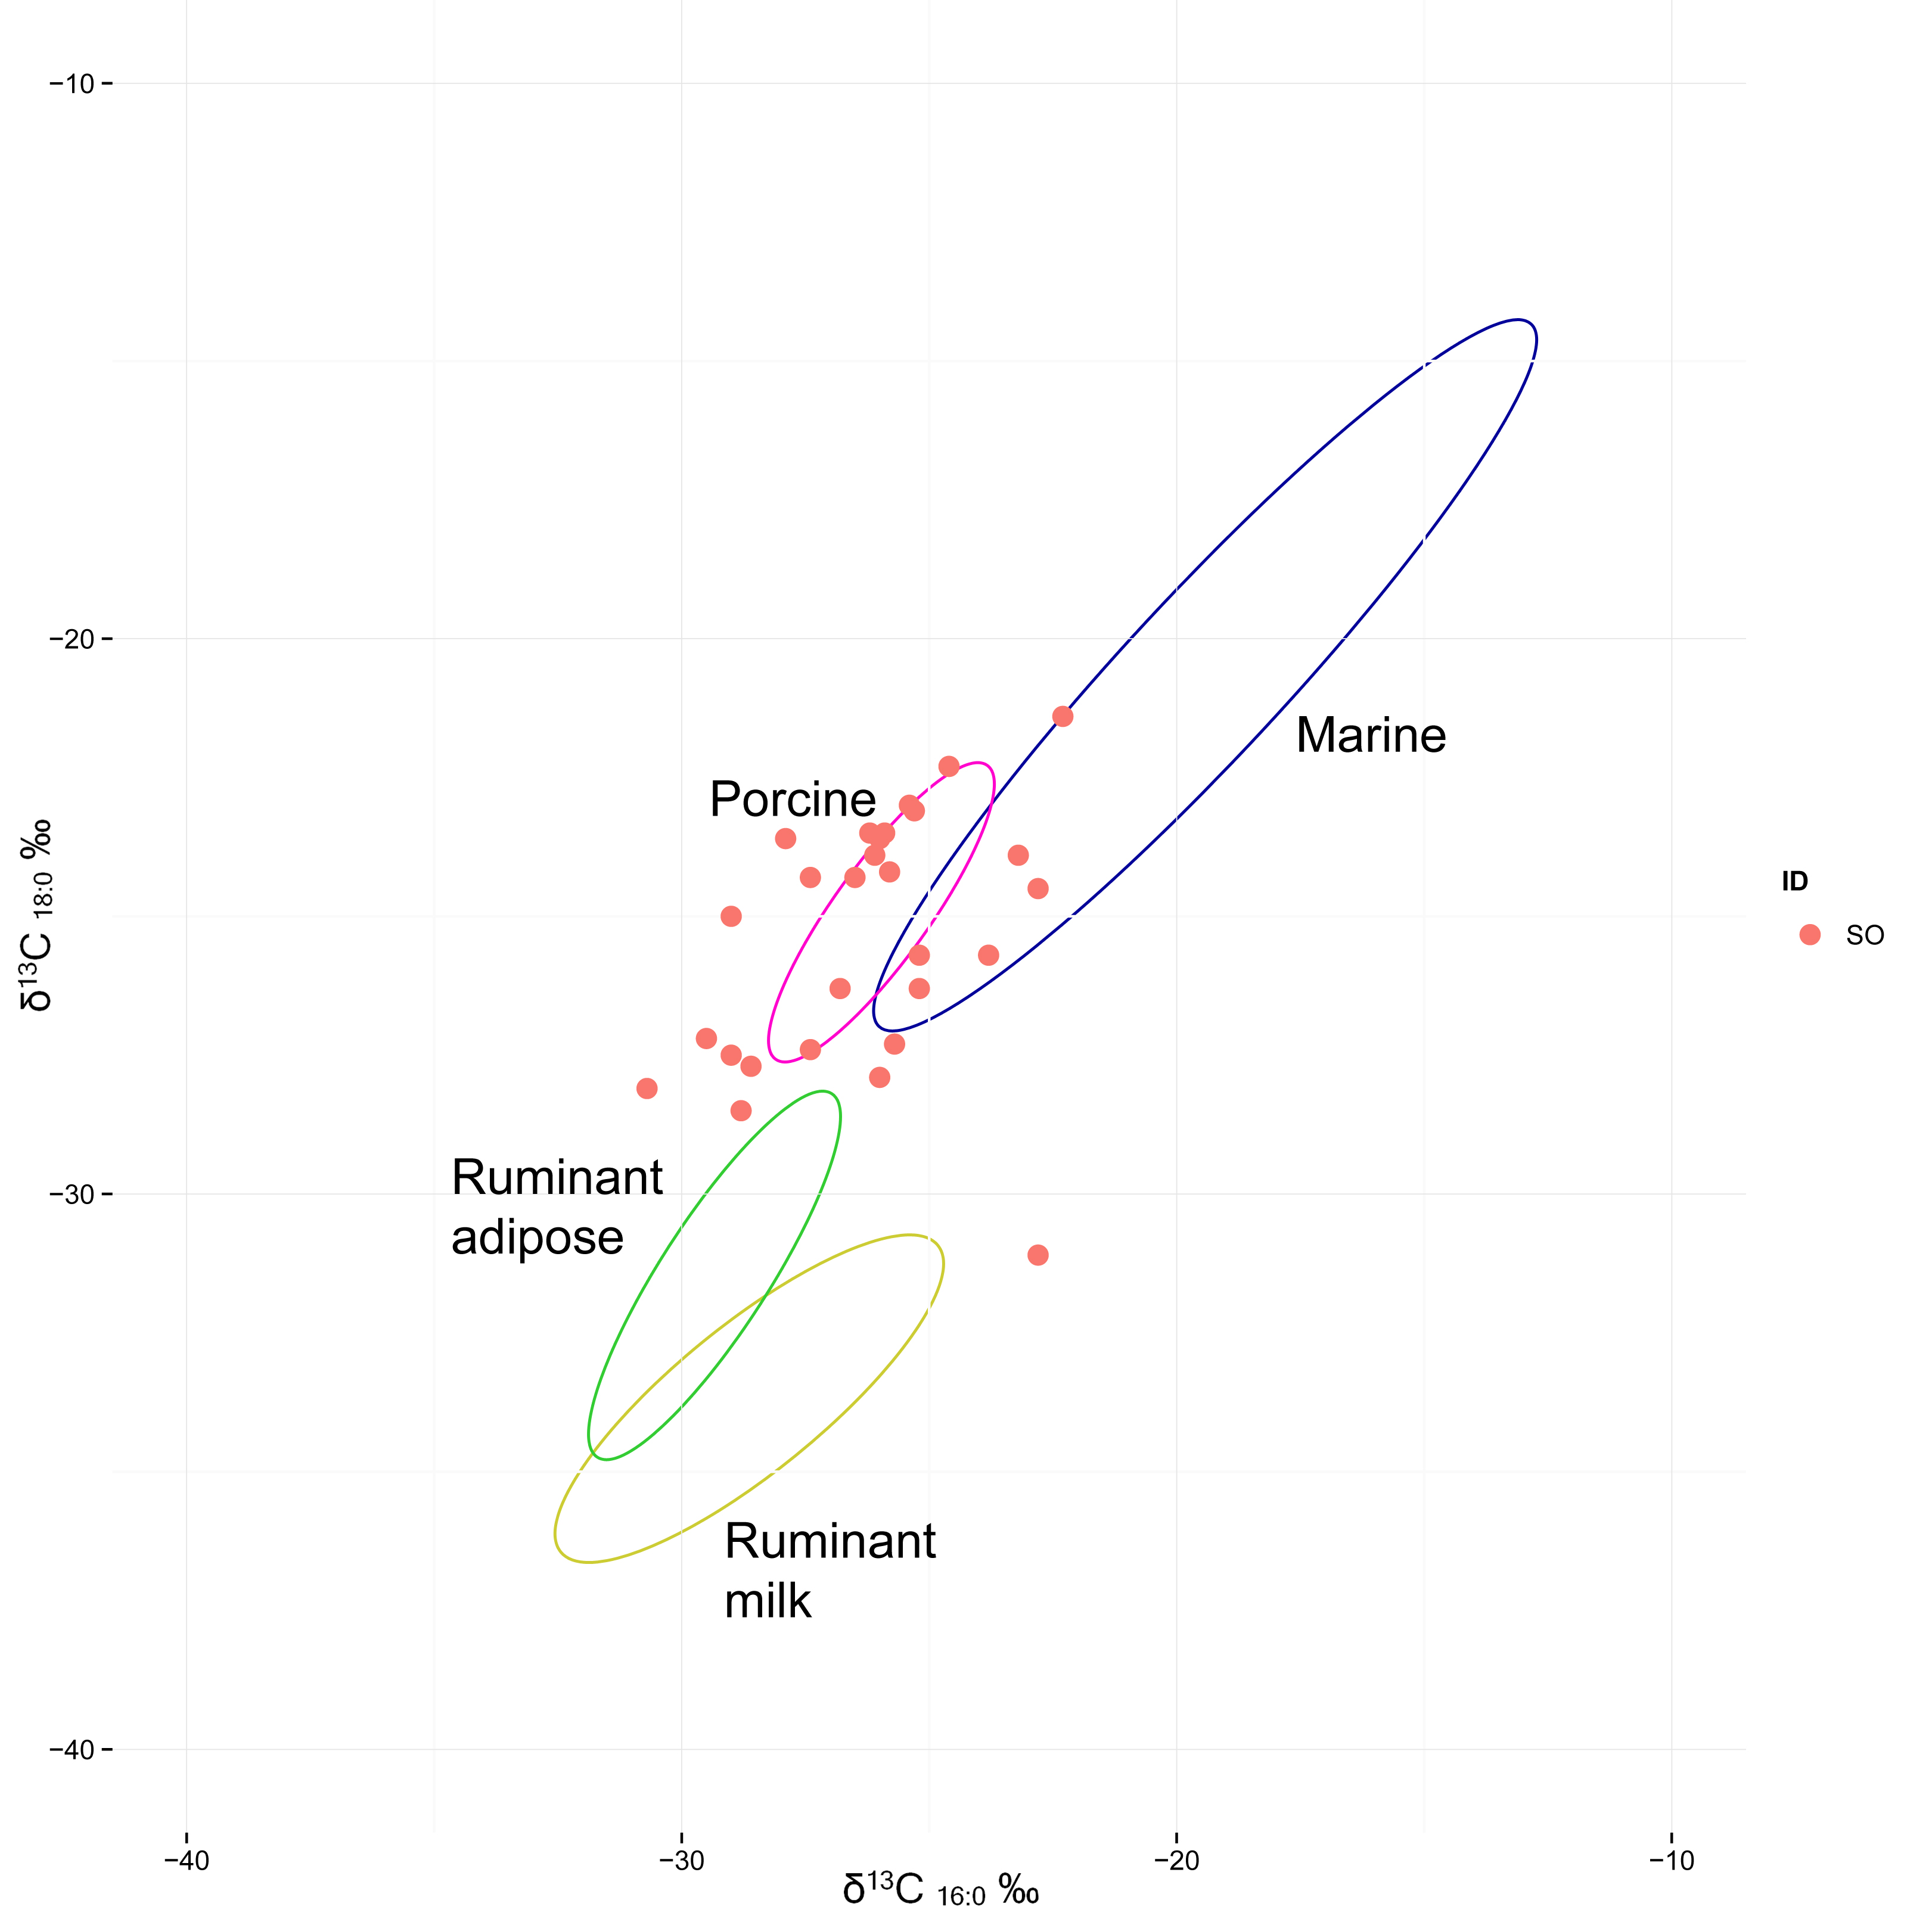 −10
−20
−30
−40
δ13C 18:0 ‰
Marine
Porcine
Ruminant
adipose
Ruminant
milk
ID
SO
−40
−30
−20
−10
δ13C 16:0 ‰